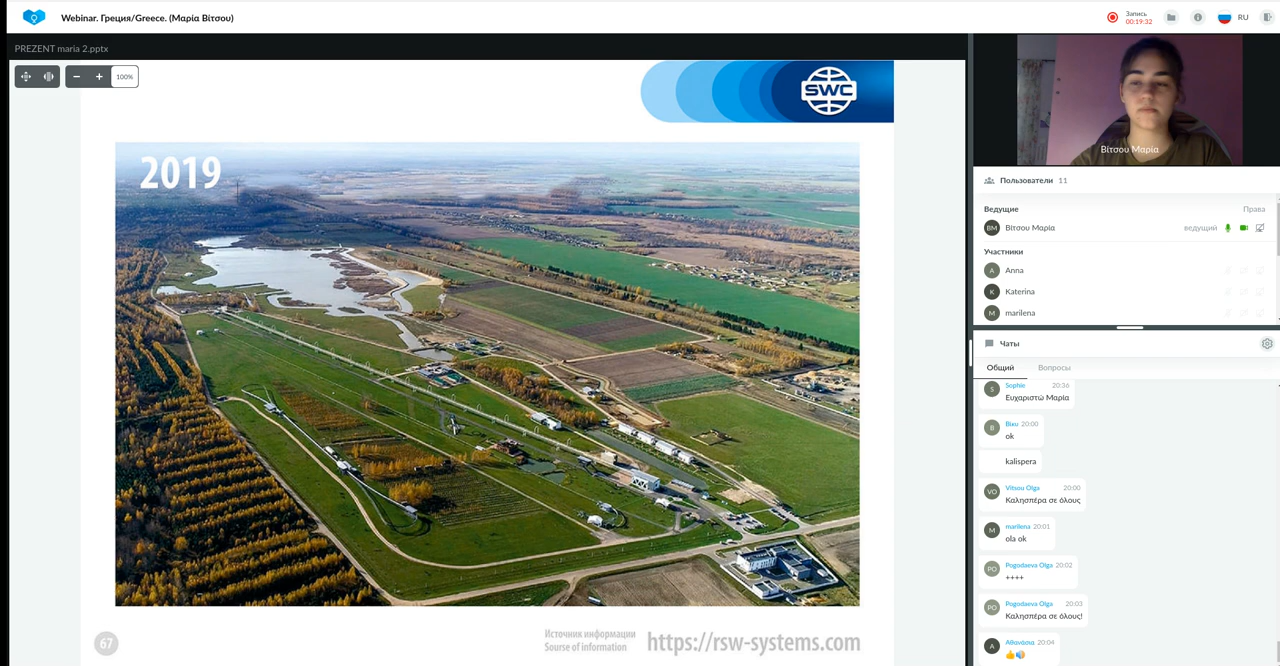 Webinar. Греция/Greece. (Μαρία Βίτσου)
Запись
00:19:32
RU
PREZENT maria 2.pptx
100%
SWC
2019
67
Источник информации
Sourse of information
https://rsw-systems.com
Βίτσου Μαρία
Пользователи 11
Ведущие Права
ΒΜ Βίτσου Μαρία ведущий
Участники
A Anna
K Katerina
M marilena
Чаты
Общий Вопросы
S Sophie 20:36
Ευχαριστώ Μαρία
В Віки 20:00
ok
kalispera
VO Vitsou Olga 20:00
Καλησπέρα σε όλους
M marilena 20:01
ola ok
PO Pogodaeva Olga 20:02
++++
PO Pogodaeva Olga 20:03
Καλησπέρα σε όλους!
Α Αθανάσια 20:04
👍